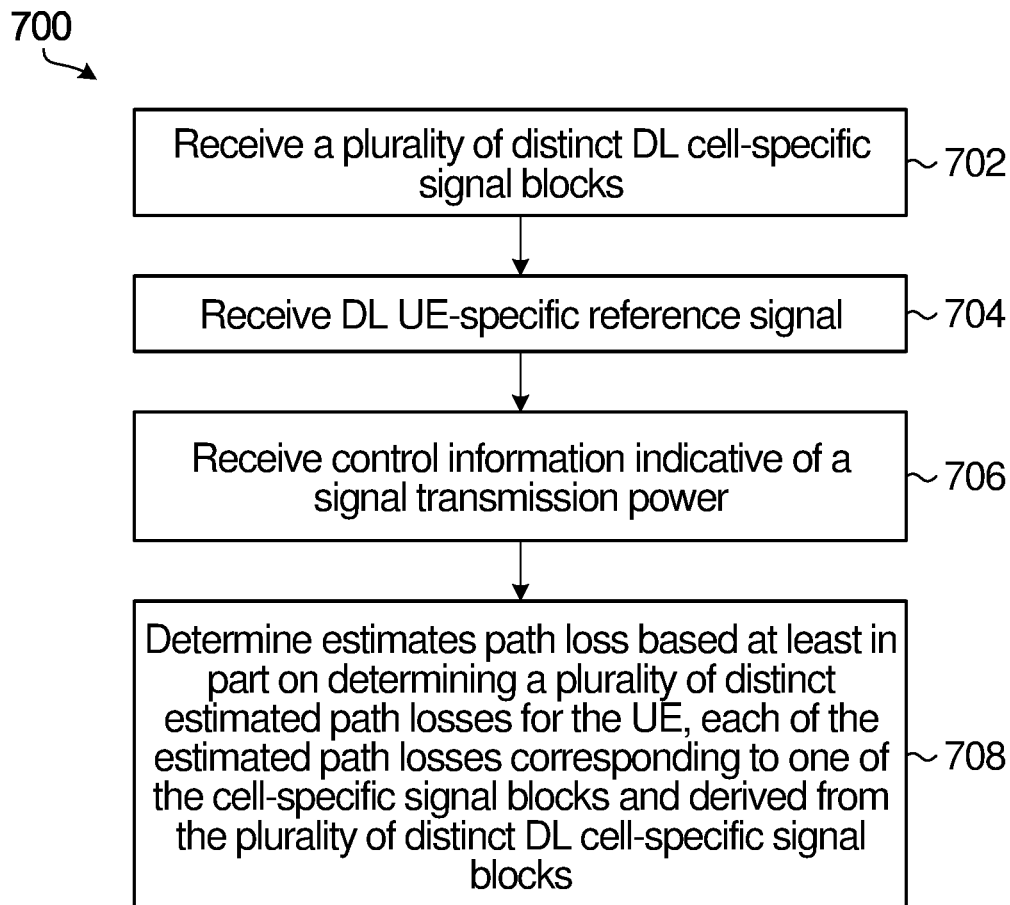 700
Receive a plurality of distinct DL cell-specific
signal blocks
702
Receive DL UE-specific reference signal
704
Receive control information indicative of a
signal transmission power
706
Determine estimates path loss based at least in
part on determining a plurality of distinct
estimated path losses for the UE, each of the
estimated path losses corresponding to one of
the cell-specific signal blocks and derived from
the plurality of distinct DL cell-specific signal
blocks
708